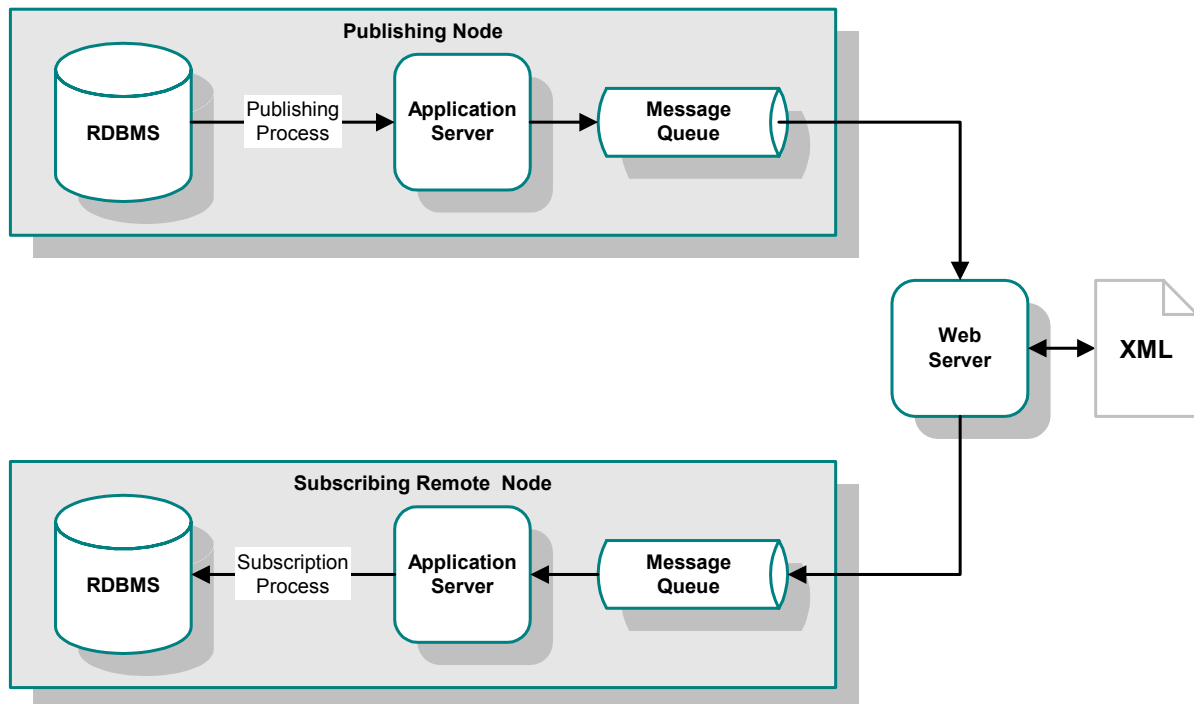 Publishing Node
RDBMS
Publishing
Process
Application
Server
Message
Queue
Web
Server
XML
Subscribing Remote  Node
RDBMS
Subscription
Process
Application
Server
Message
Queue